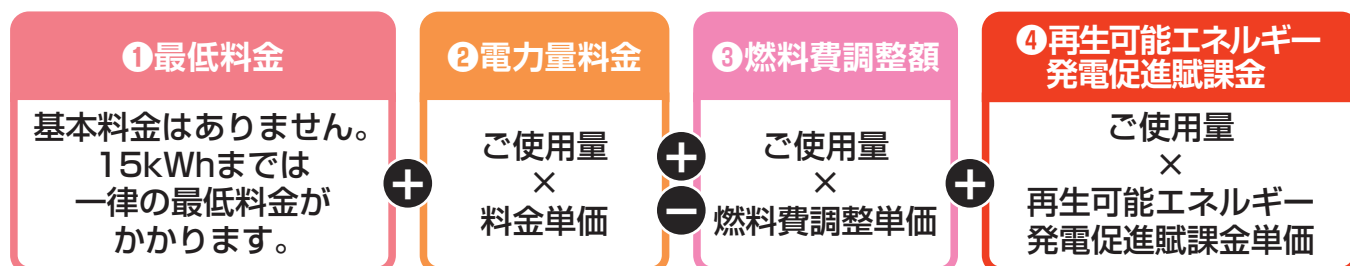 ❶最低料金
基本料金はありません。
15kWhまでは
一律の最低料金が
かかります。
+
❷電力量料金
ご使用量
×
料金単価
+
−
❸燃料費調整額
ご使用量
×
燃料費調整単価
+
❹再生可能エネルギー
発電促進賦課金
ご使用量
×
再生可能エネルギー
発電促進賦課金単価